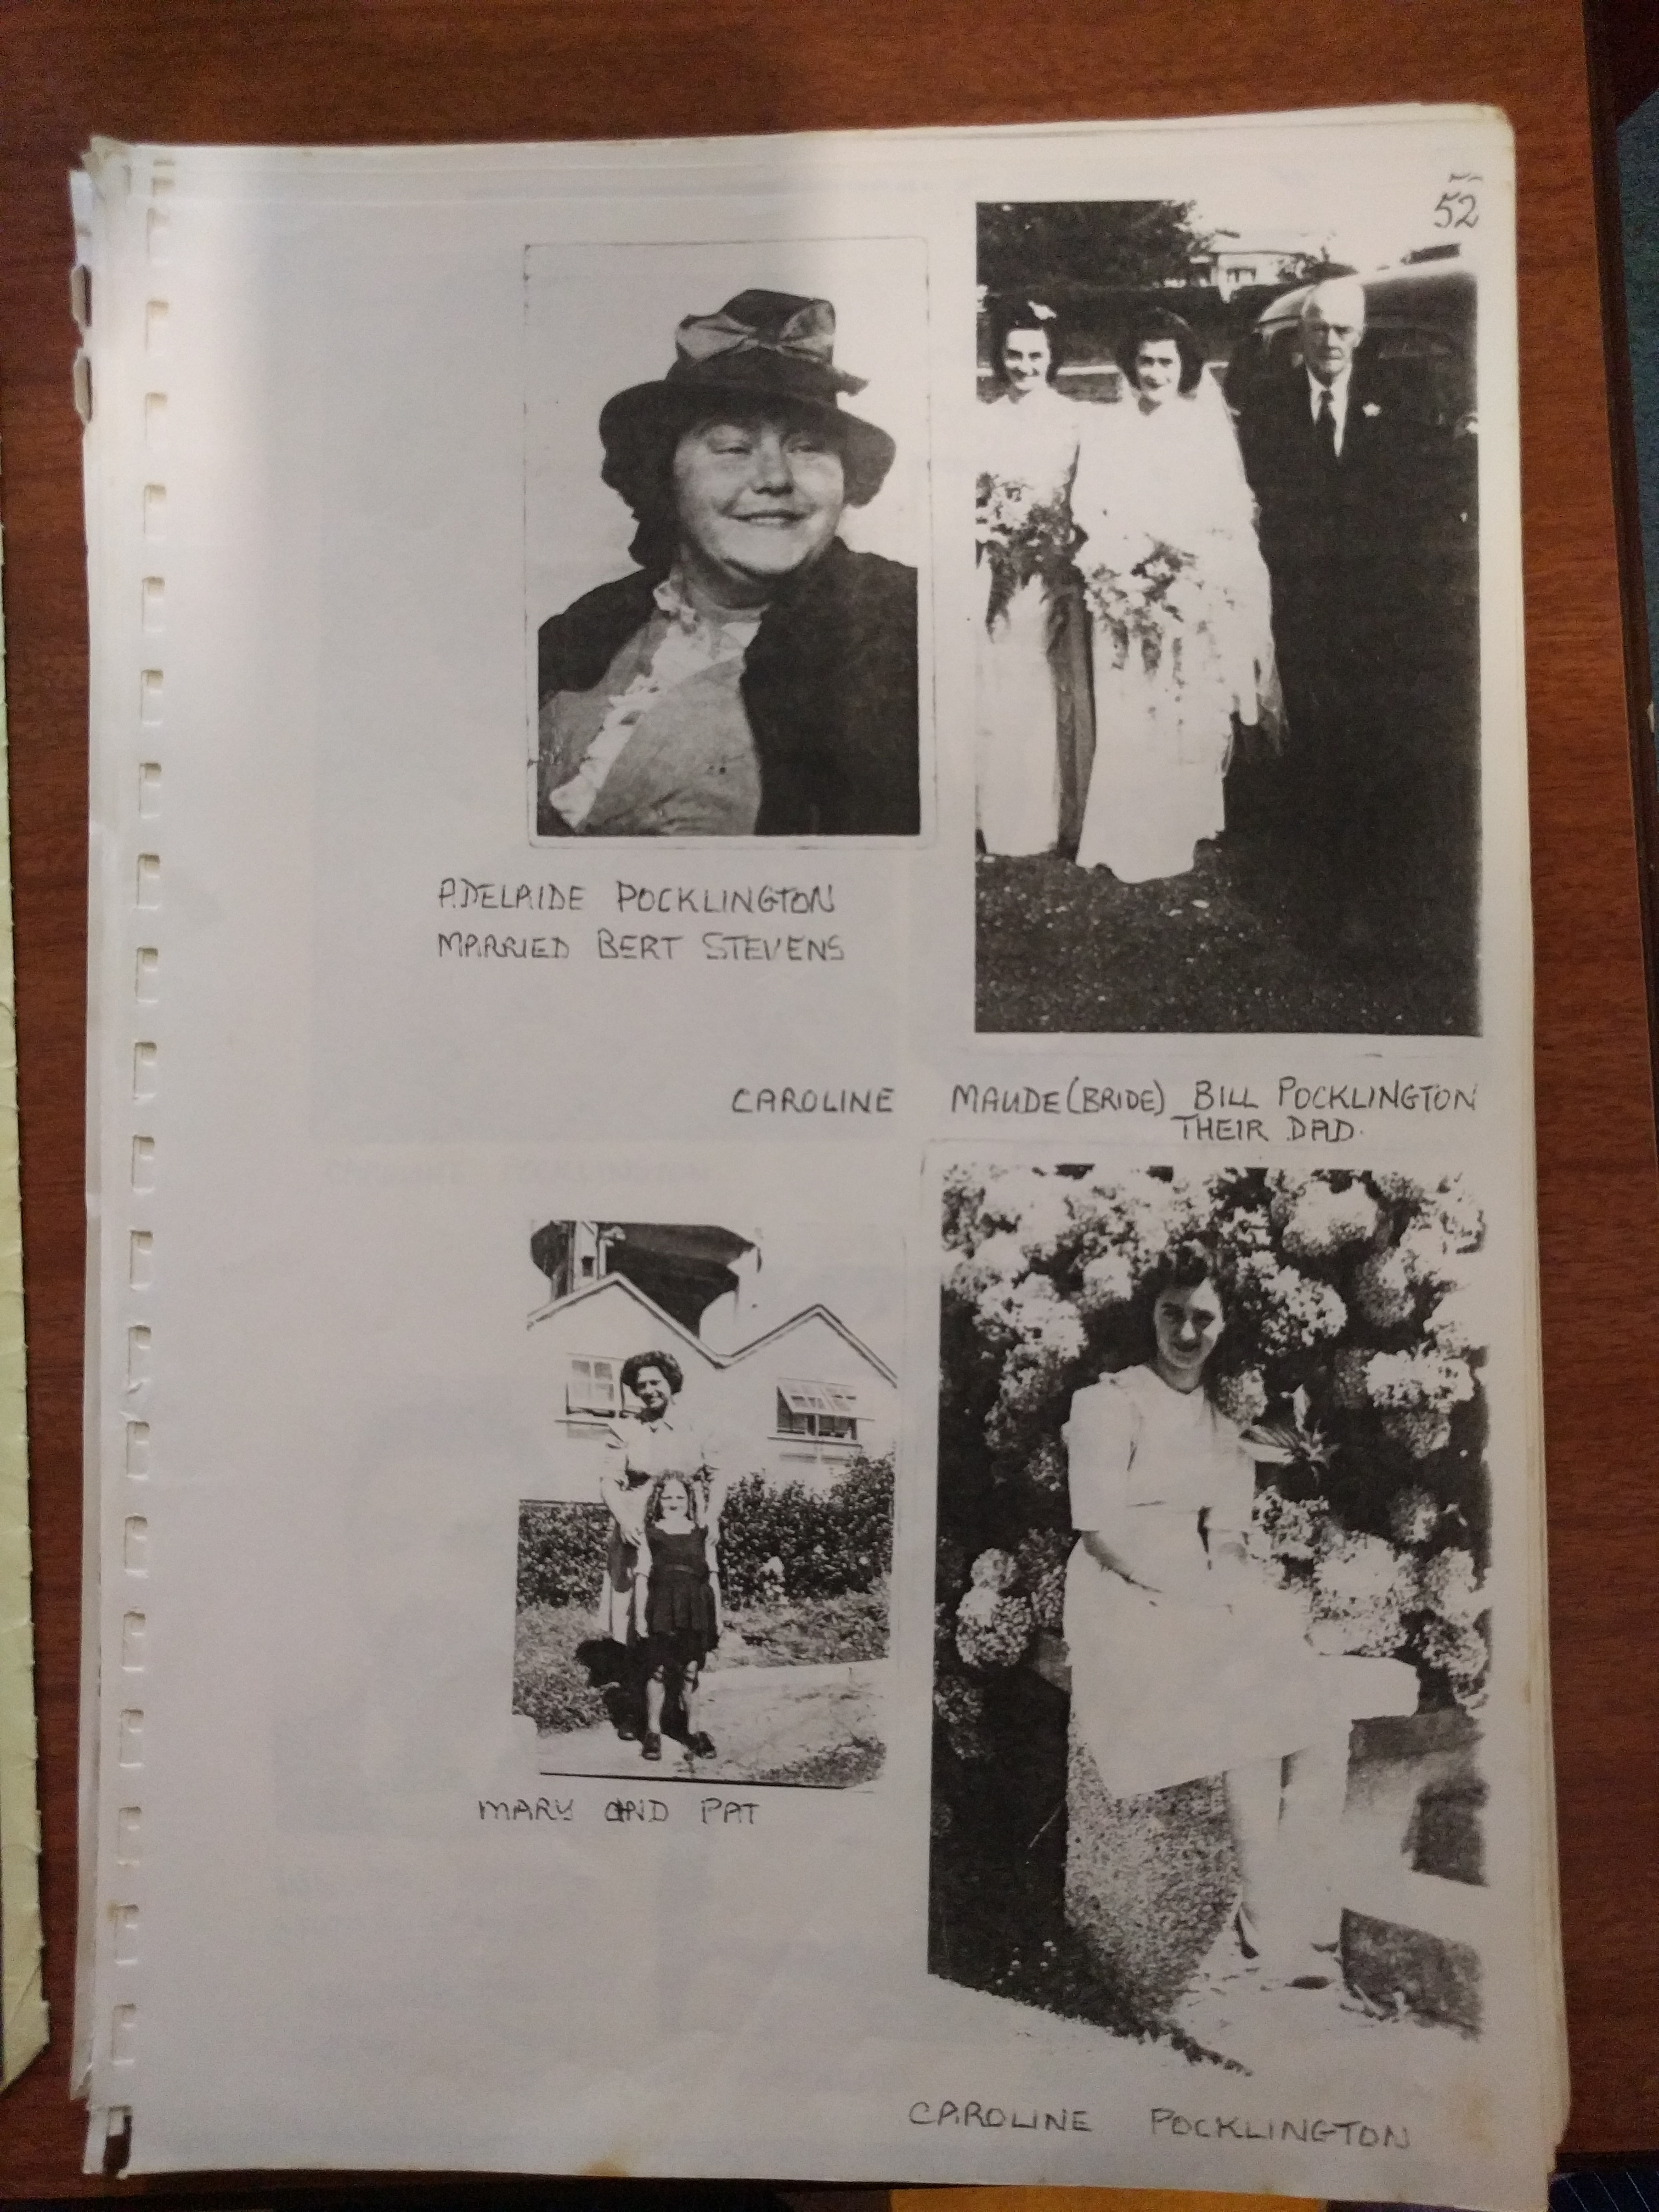 52
ADELAIDE POCKLINGTON
MARRIED BERT STEVENS
CAROLINE MAUDE (BRIDE) BILL POCKLINGTON
THEIR DAD.
MARY AND PAT
CAROLINE POCKLINGTON